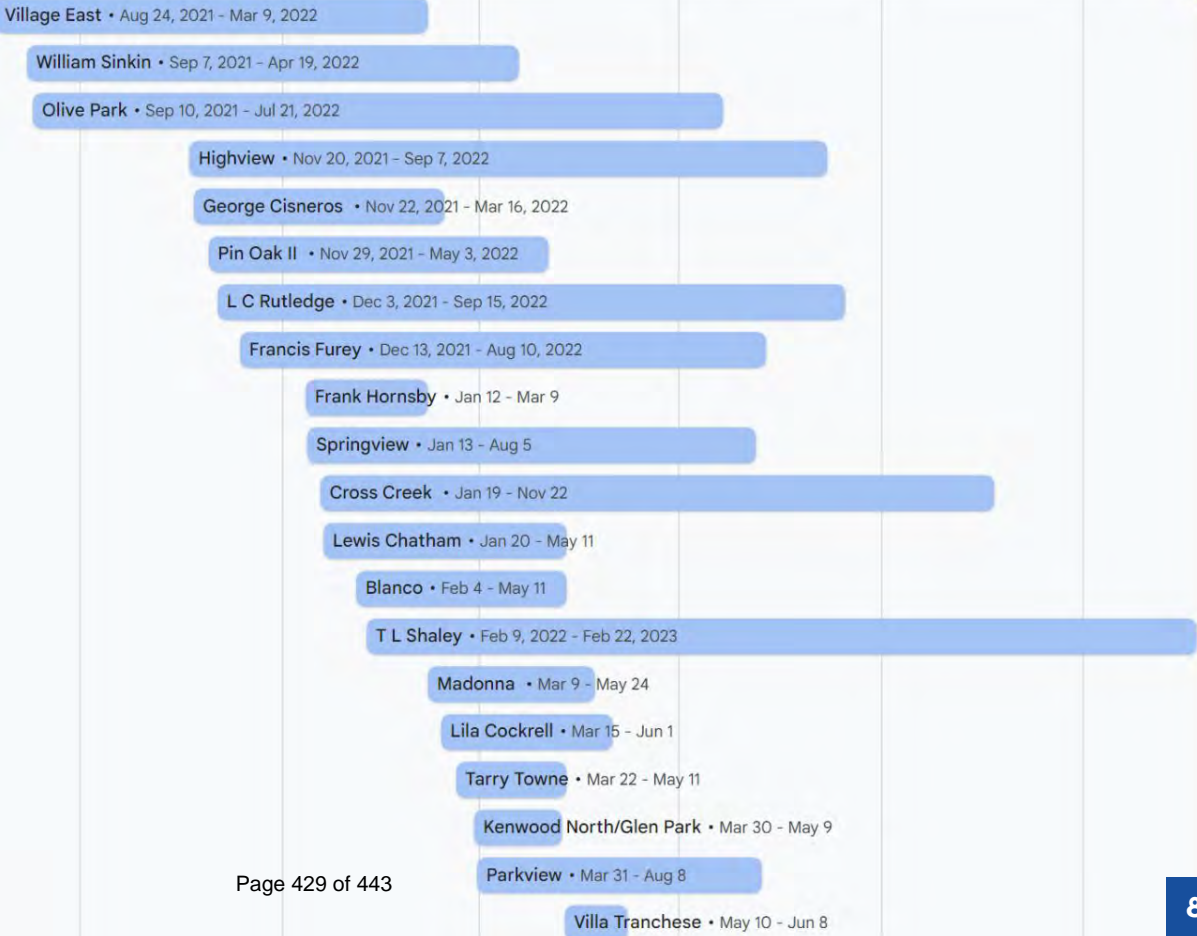 Village East • Aug 24, 2021 - Mar 9, 2022
William Sinkin • Sep 7, 2021 - Apr 19, 2022
Olive Park • Sep 10, 2021 - Jul 21, 2022
Highview • Nov 20, 2021 - Sep 7, 2022
George Cisneros • Nov 22, 2021 - Mar 16, 2022
Pin Oak II • Nov 29, 2021 - May 3, 2022
L C Rutledge • Dec 3, 2021 - Sep 15, 2022
Francis Furey • Dec 13, 2021 - Aug 10, 2022
Frank Hornsby • Jan 12 - Mar 9
Springview • Jan 13 - Aug 5
Cross Creek • Jan 19 - Nov 22
Lewis Chatham • Jan 20 - May 11
Blanco • Feb 4 - May 11
T L Shaley • Feb 9, 2022 - Feb 22, 2023
Madonna • Mar 9 - May 24
Lila Cockrell • Mar 15 - Jun 1
Tarry Towne • Mar 22 - May 11
Kenwood North/Glen Park • Mar 30 - May 9
Parkview • Mar 31 - Aug 8
Page 429 of 443
8
Villa Tranchese • May 10 - Jun 8